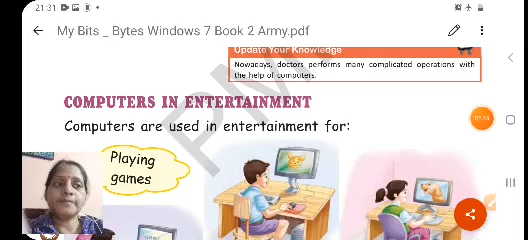 21:31
My Bits _ Bytes Windows 7 Book 2 Army.pdf
Update Your Knowledge
Nowadays, doctors performs many complicated operations with
the help of computers.
COMPUTERS IN ENTERTAINMENT
Computers are used in entertainment for:
Playing
games